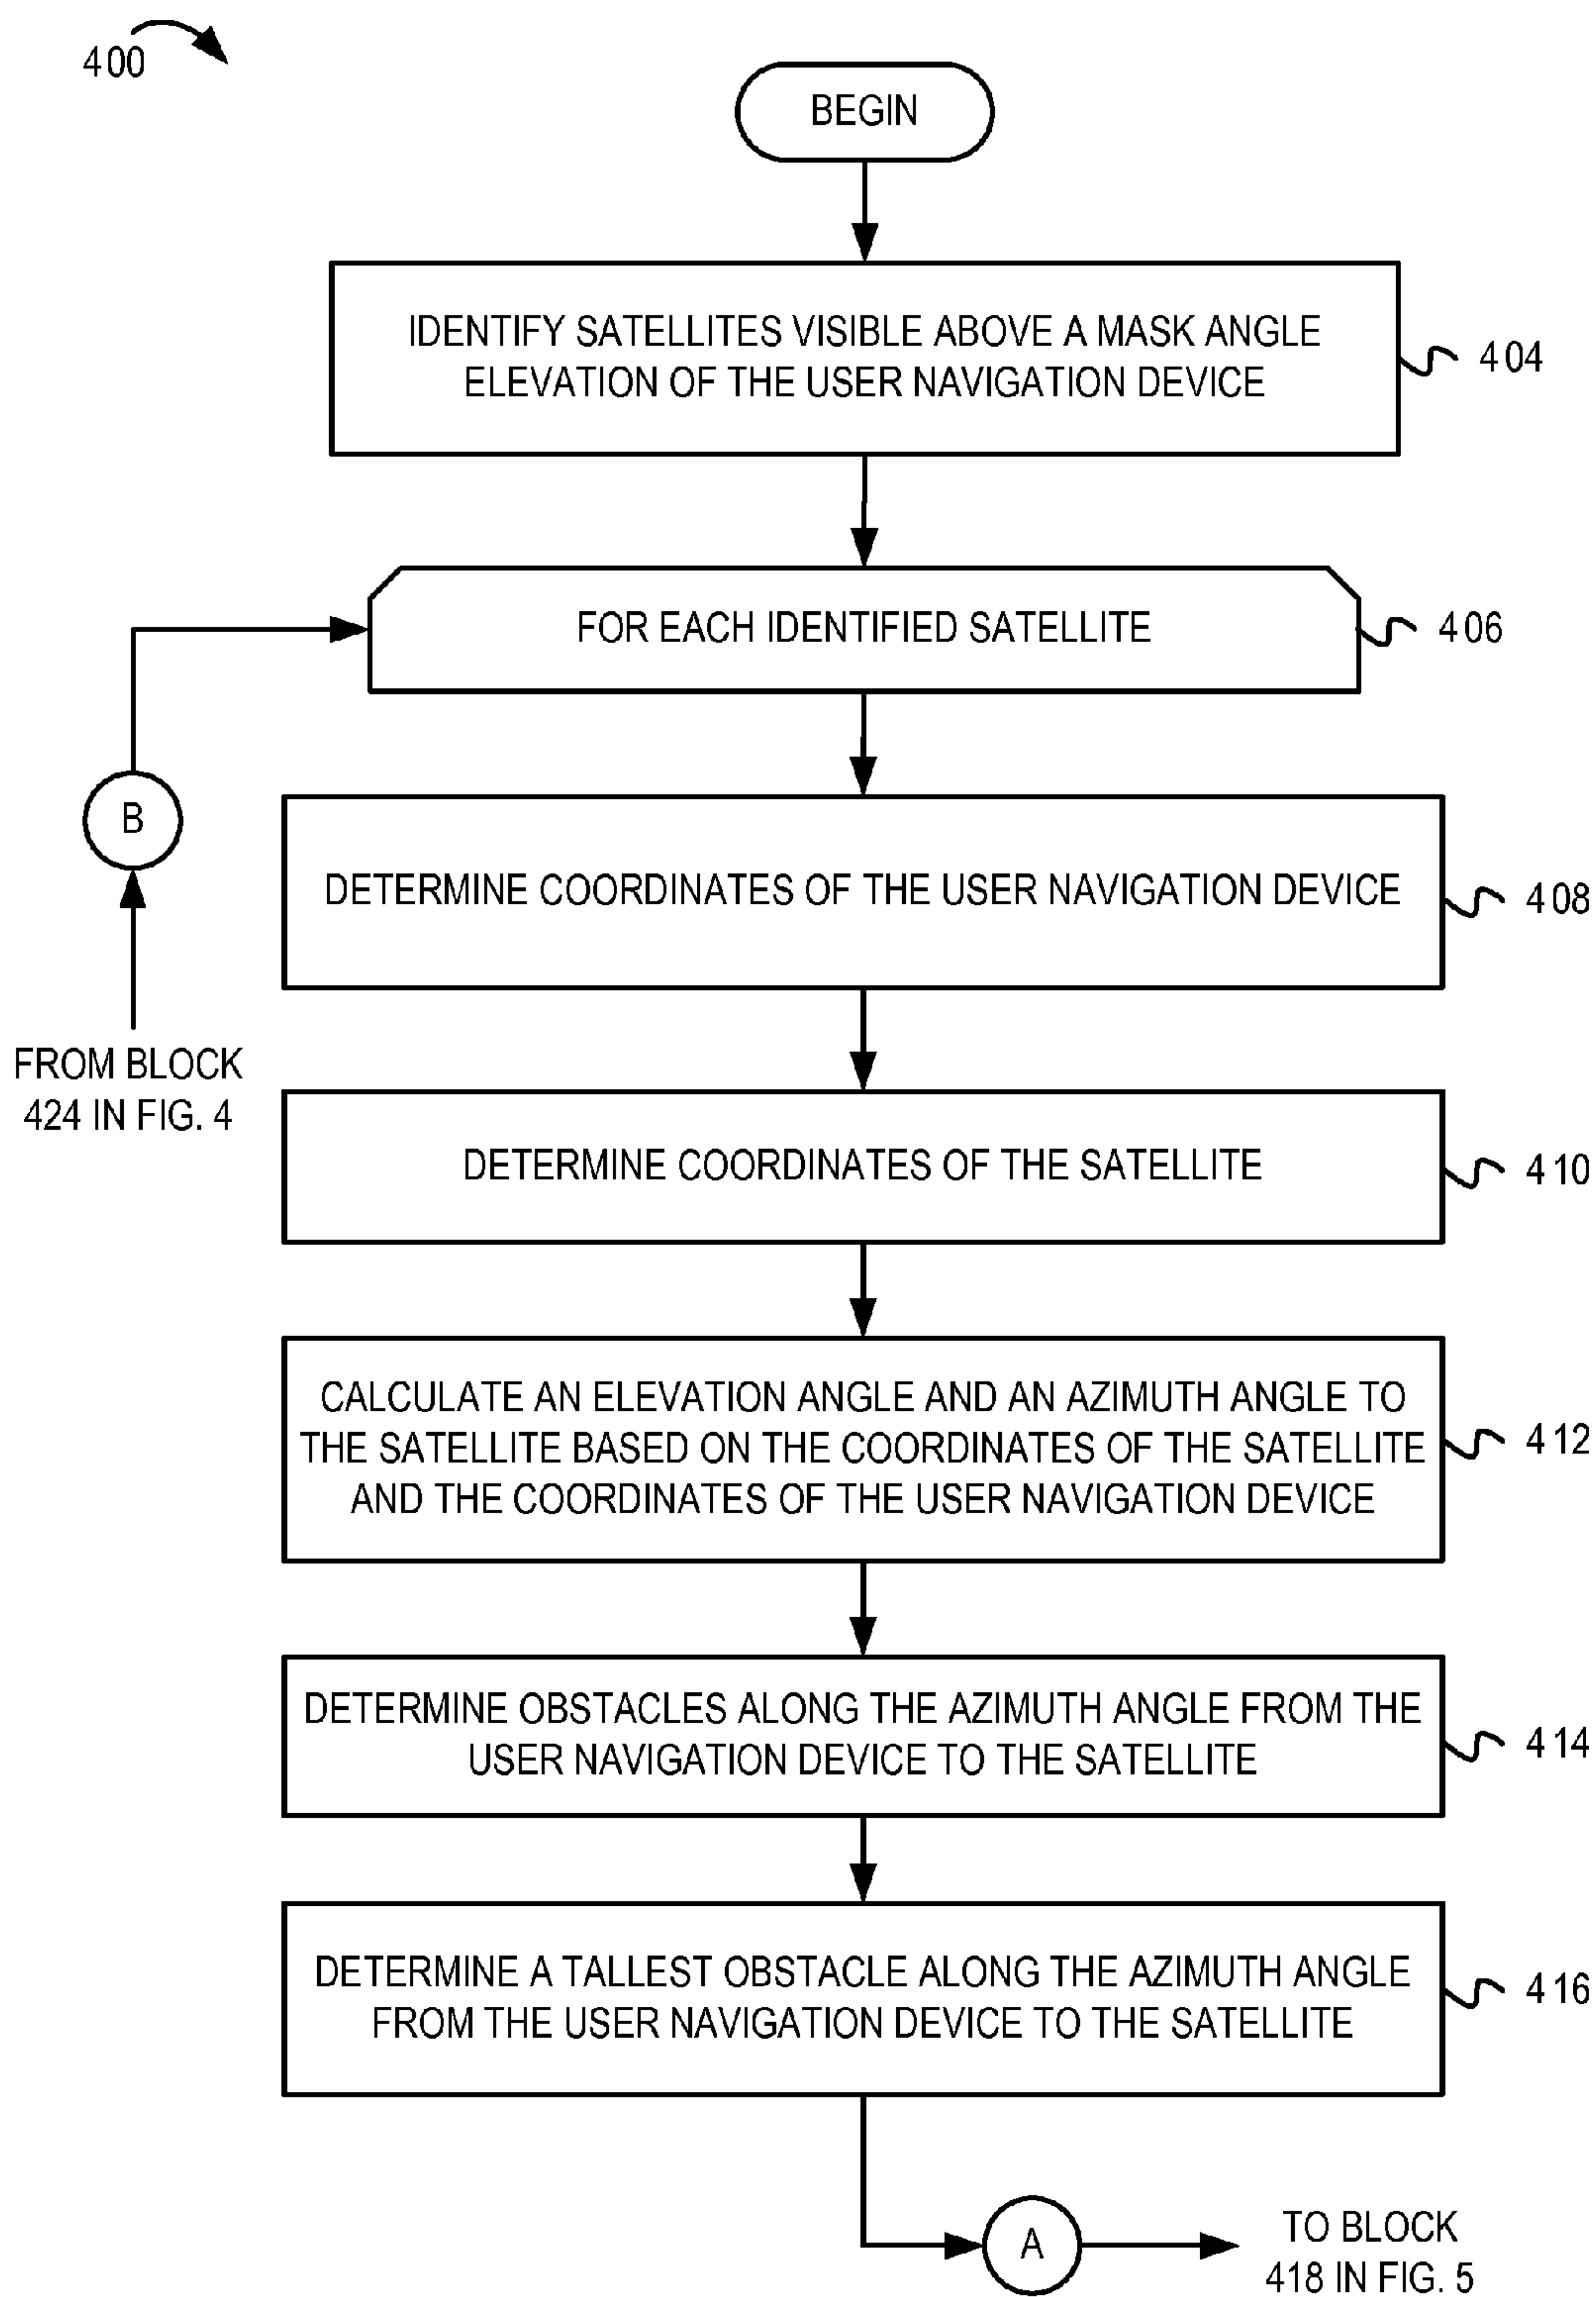 400
BEGIN
IDENTIFY SATELLITES VISIBLE ABOVE A MASK ANGLE
ELEVATION OF THE USER NAVIGATION DEVICE
404
FOR EACH IDENTIFIED SATELLITE
406
B
FROM BLOCK
424 IN FIG. 4
DETERMINE COORDINATES OF THE USER NAVIGATION DEVICE
408
DETERMINE COORDINATES OF THE SATELLITE
410
CALCULATE AN ELEVATION ANGLE AND AN AZIMUTH ANGLE TO
THE SATELLITE BASED ON THE COORDINATES OF THE SATELLITE
AND THE COORDINATES OF THE USER NAVIGATION DEVICE
412
DETERMINE OBSTACLES ALONG THE AZIMUTH ANGLE FROM THE
USER NAVIGATION DEVICE TO THE SATELLITE
414
DETERMINE A TALLEST OBSTACLE ALONG THE AZIMUTH ANGLE
FROM THE USER NAVIGATION DEVICE TO THE SATELLITE
416
A
TO BLOCK
418 IN FIG. 5